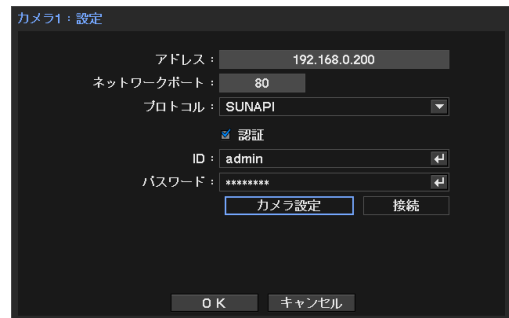 カメラ1：設定
アドレス： 192.168.0.200
ネットワークポート： 80
プロトコル： SUNAPI
認証
ID： admin
パスワード： ********
カメラ設定 接続
OK キャンセル